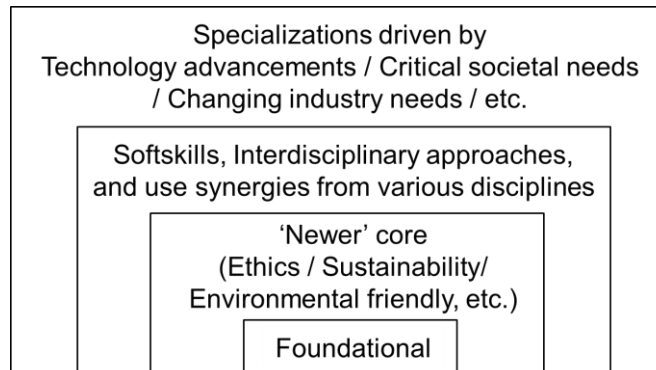 Specializations driven by
Technology advancements / Critical societal needs
/ Changing industry needs / etc.
Softskills, Interdisciplinary approaches,
and use synergies from various disciplines
‘Newer’ core
(Ethics / Sustainability/
Environmental friendly, etc.)
Foundational